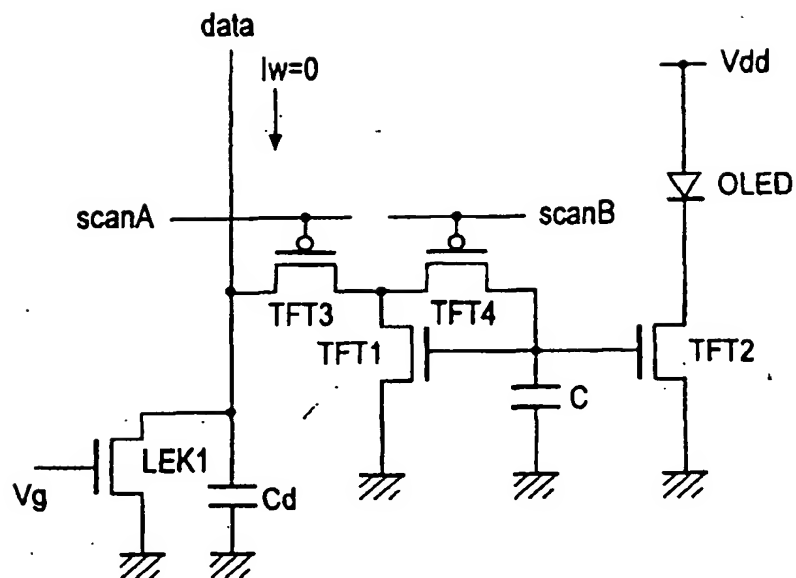 data
Iw=0
Vdd
OLED
scanA
scanB
TFT3
TFT4
TFT1
TFT2
C
LEK1
Vg
Cd